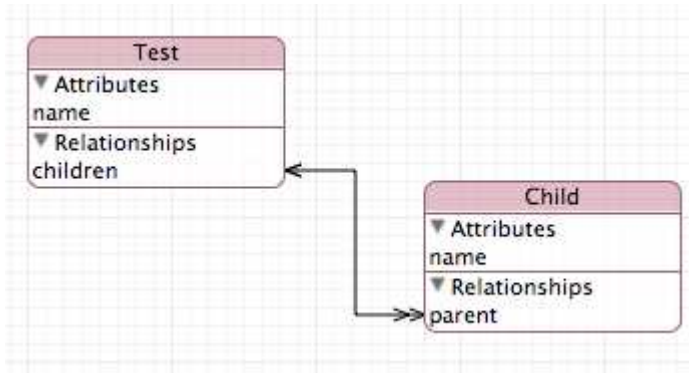 Test
Attributes
name
Relationships
children
Child
Attributes
name
Relationships
parent